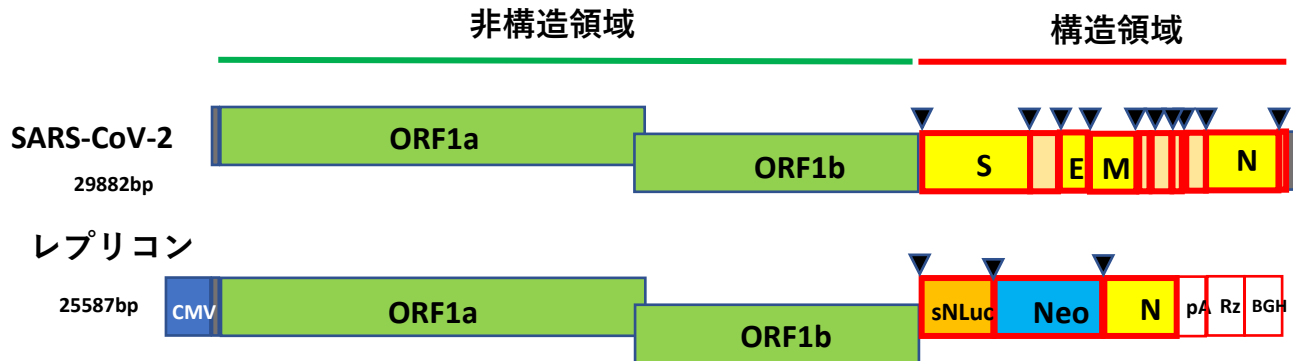 非構造領域
構造領域
SARS-CoV-2
29882bp
ORF1a
ORF1b
S
E
M
N
レプリコン
25587bp
CMV
ORF1a
ORF1b
sNLuc
Neo
N
pA
Rz
BGH